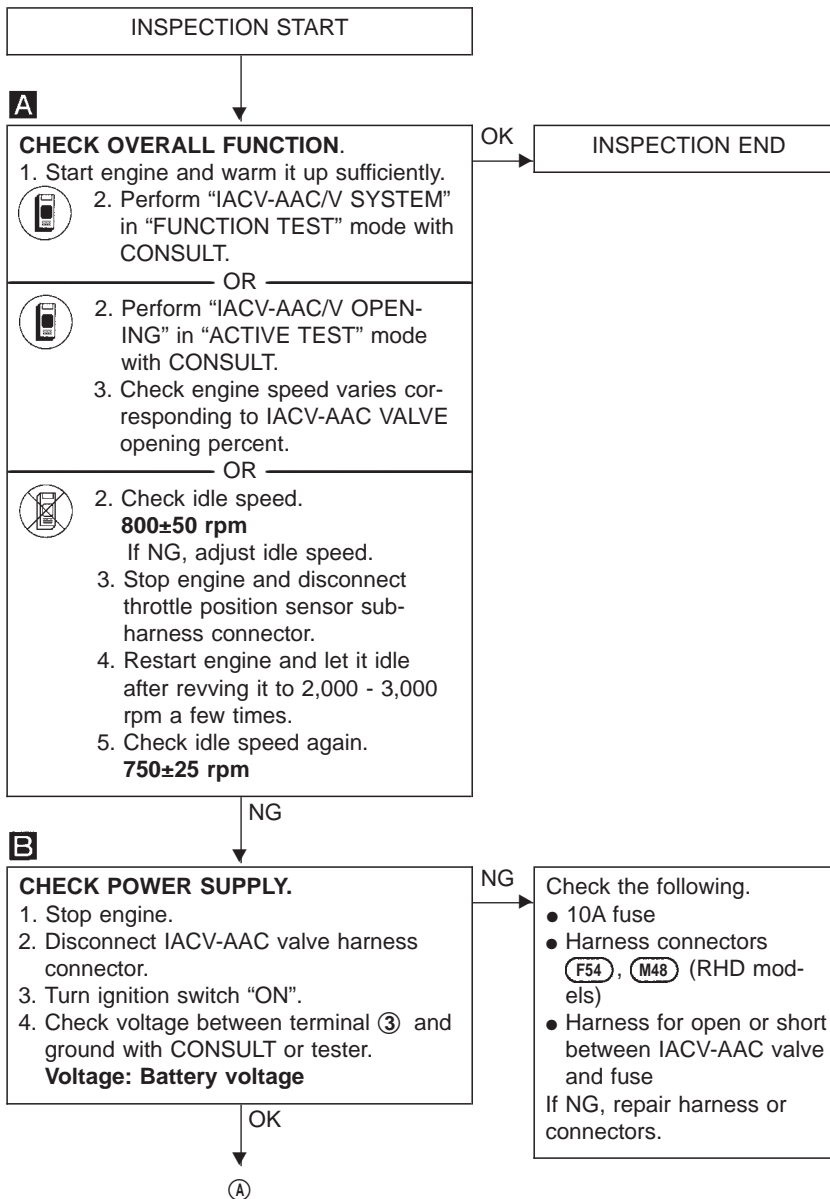 INSPECTION START
A
CHECK OVERALL FUNCTION.
1. Start engine and warm it up sufficiently.
2. Perform “IACV-AAC/V SYSTEM”
in “FUNCTION TEST” mode with
CONSULT.
OR
2. Perform “IACV-AAC/V OPEN-
ING” in “ACTIVE TEST” mode
with CONSULT.
3. Check engine speed varies cor-
responding to IACV-AAC VALVE
opening percent.
OR
2. Check idle speed.
800±50 rpm
If NG, adjust idle speed.
3. Stop engine and disconnect
throttle position sensor sub-
harness connector.
4. Restart engine and let it idle
after revving it to 2,000 - 3,000
rpm a few times.
5. Check idle speed again.
750±25 rpm
OK
INSPECTION END
NG
B
CHECK POWER SUPPLY.
1. Stop engine.
2. Disconnect IACV-AAC valve harness
connector.
3. Turn ignition switch “ON”.
4. Check voltage between terminal ③ and
ground with CONSULT or tester.
Voltage: Battery voltage
NG
Check the following.
● 10A fuse
● Harness connectors
F54, M48 (RHD mod-
els)
● Harness for open or short
between IACV-AAC valve
and fuse
If NG, repair harness or
connectors.
OK
Ⓐ